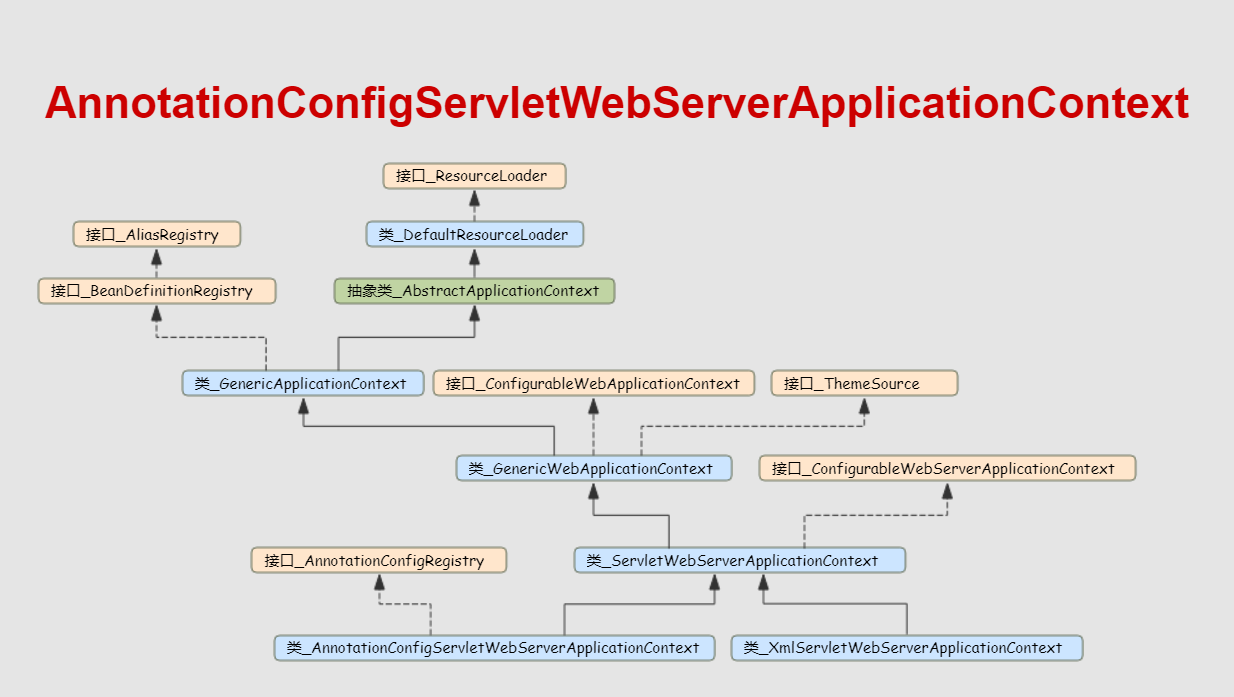 AnnotationConfigServletWebServerApplicationContext
接口_ResourceLoader
接口_AliasRegistry
类_DefaultResourceLoader
接口_BeanDefinitionRegistry
抽象类_AbstractApplicationContext
类_GenericApplicationContext
接口_ConfigurableWebApplicationContext
接口_ThemeSource
类_GenericWebApplicationContext
接口_ConfigurableWebServerApplicationContext
接口_AnnotationConfigRegistry
类_ServletWebServerApplicationContext
类_AnnotationConfigServletWebServerApplicationContext
类_XmlServletWebServerApplicationContext